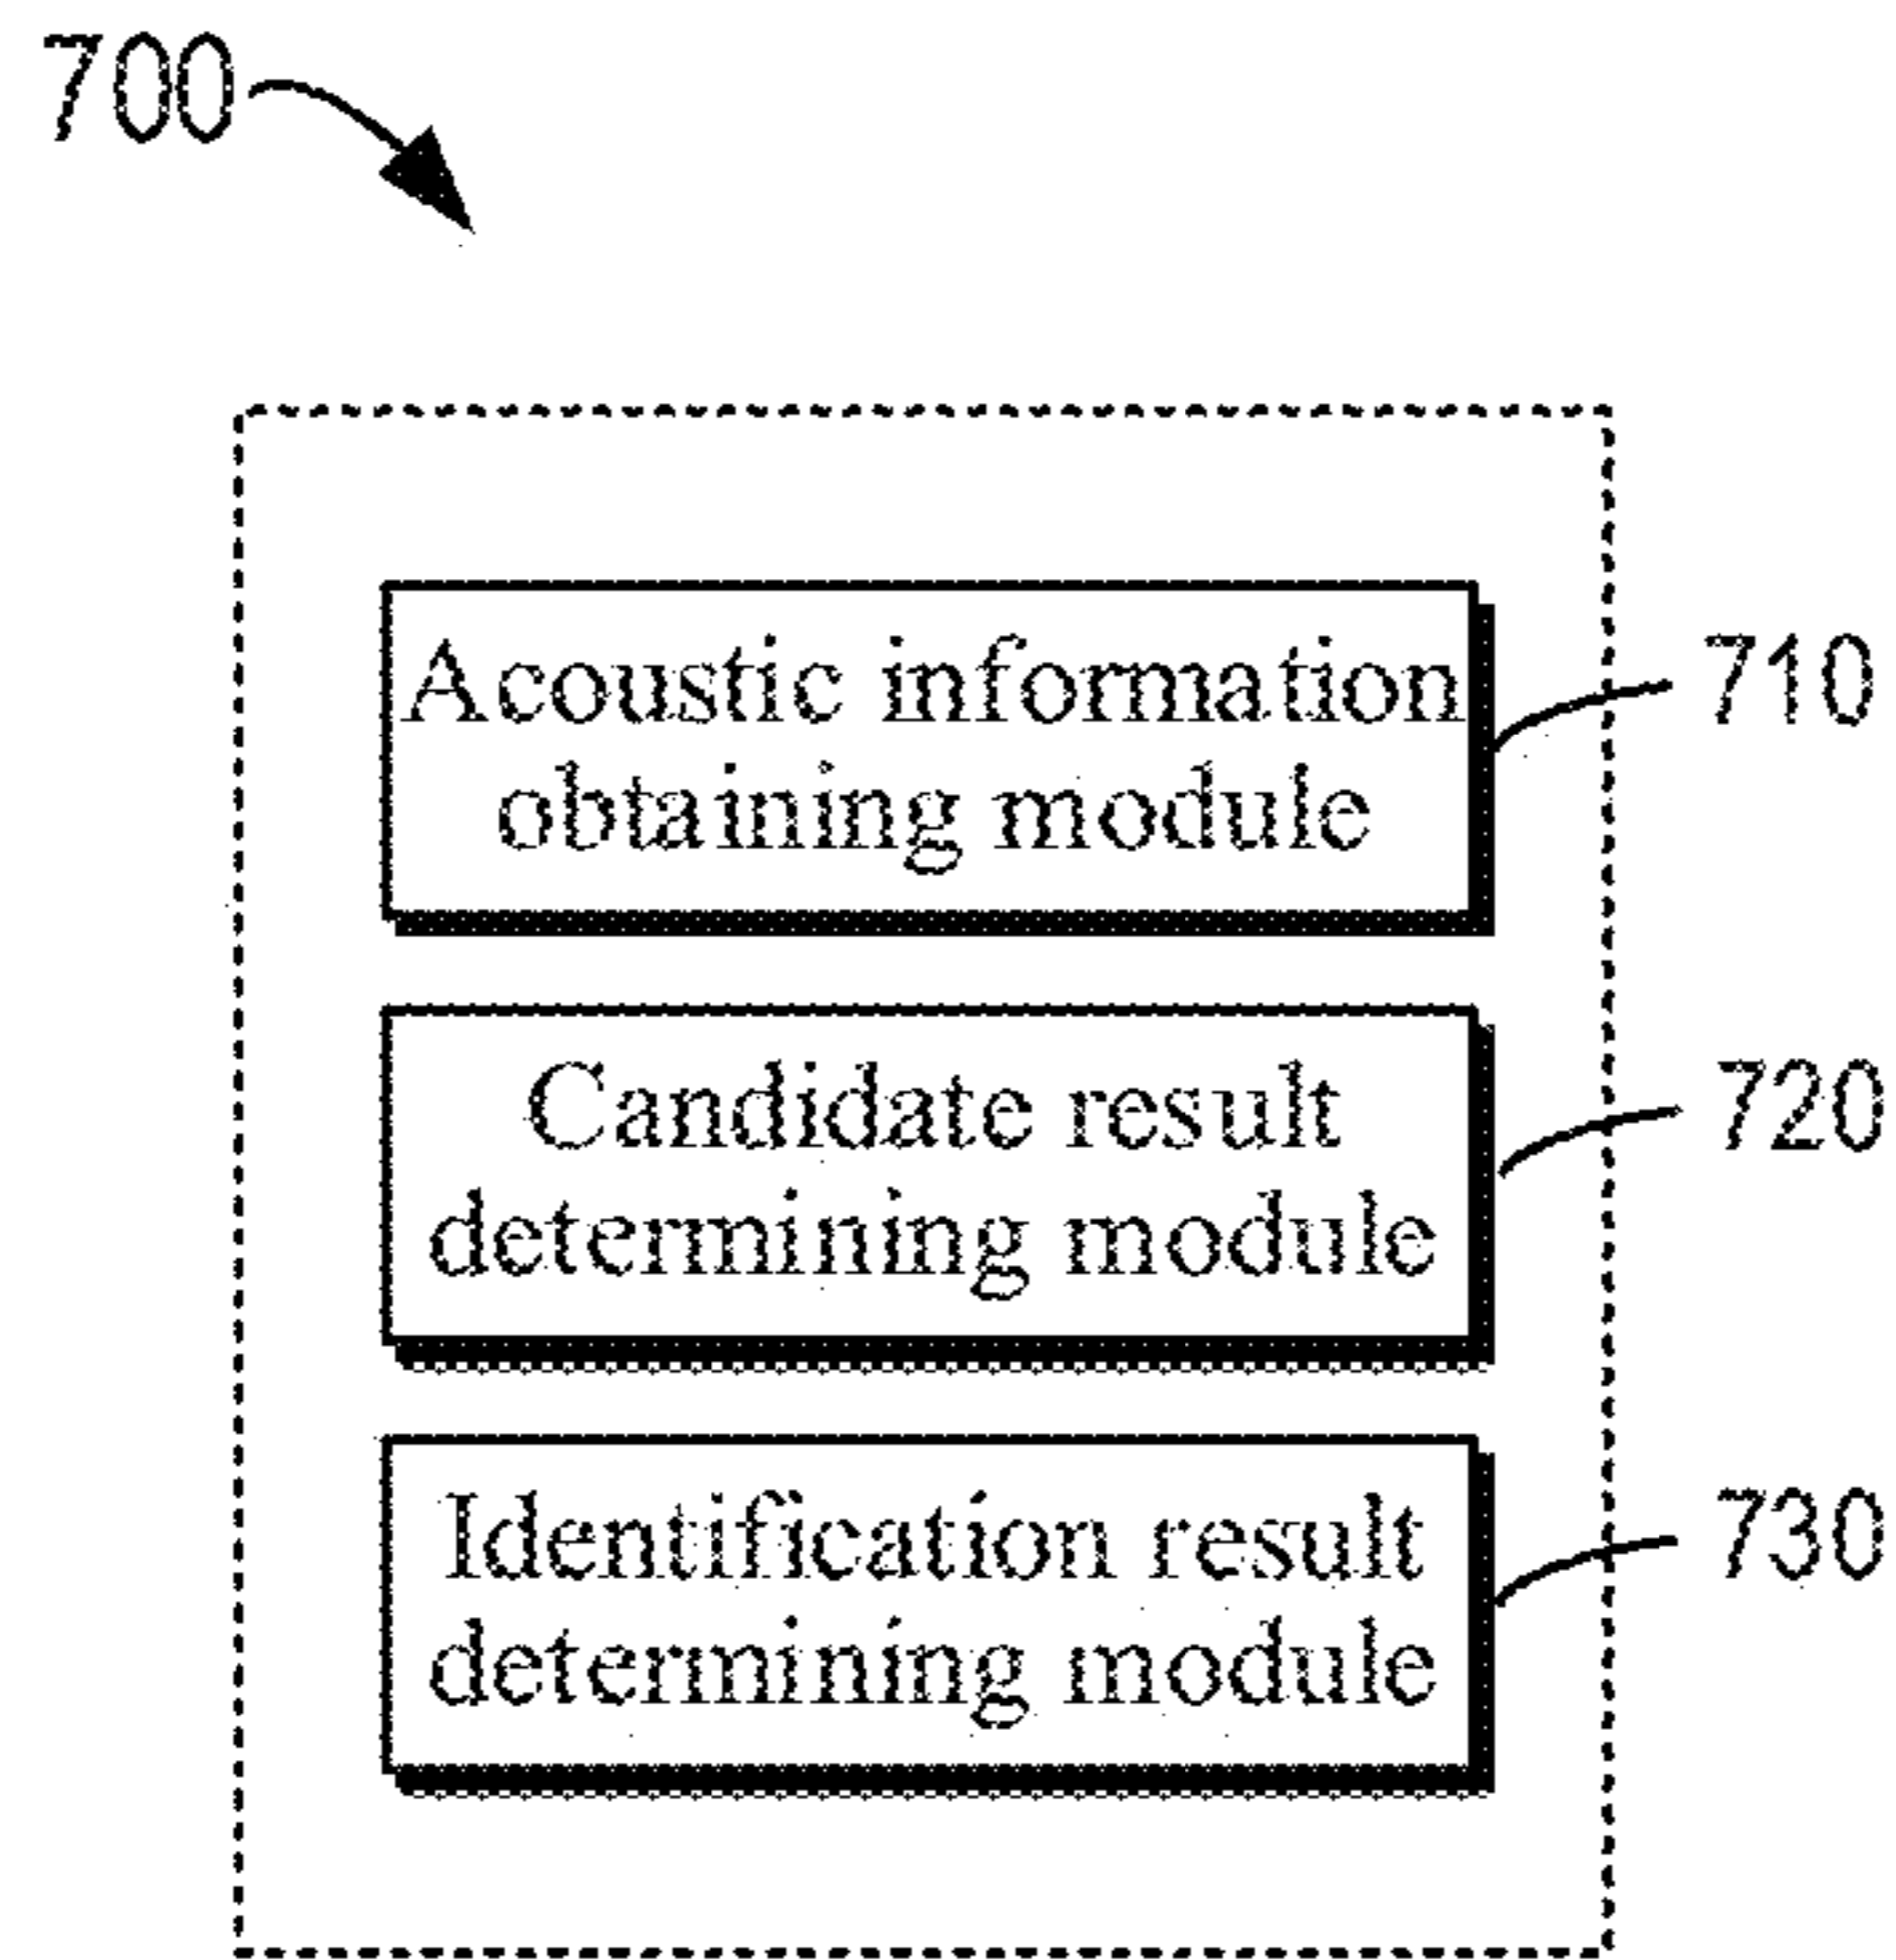 700
Acoustic information
obtaining module
710
Candidate result
determining module
720
Identification result
determining module
730